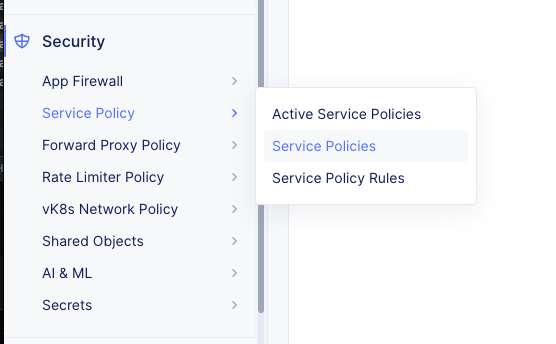 Security
App Firewall
Service Policy
Forward Proxy Policy
Rate Limiter Policy
vK8s Network Policy
Shared Objects
AI & ML
Secrets
Active Service Policies
Service Policies
Service Policy Rules